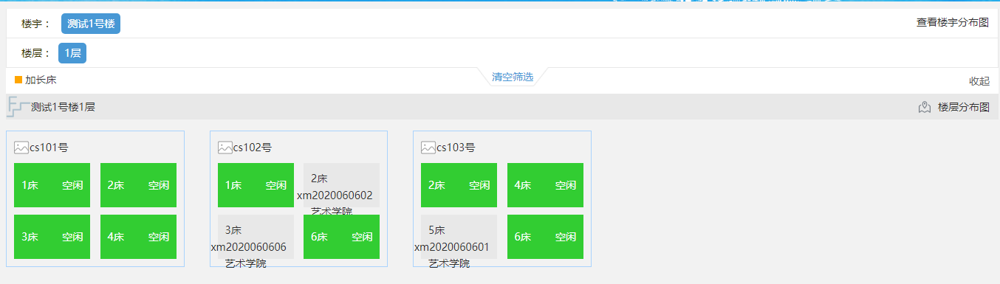 楼宇： 测试1号楼 查看楼宇分布图
楼层： 1层
加长床 清空筛选 收起
测试1号楼1层 楼层分布图
cs101号
1床 空闲 2床 空闲
3床 空闲 4床 空闲
cs102号
1床 空闲
2床
xm2020060602
艺术学院
3床
xm2020060606
艺术学院
6床 空闲
cs103号
2床 空闲 4床 空闲
5床
xm2020060601
艺术学院
6床 空闲